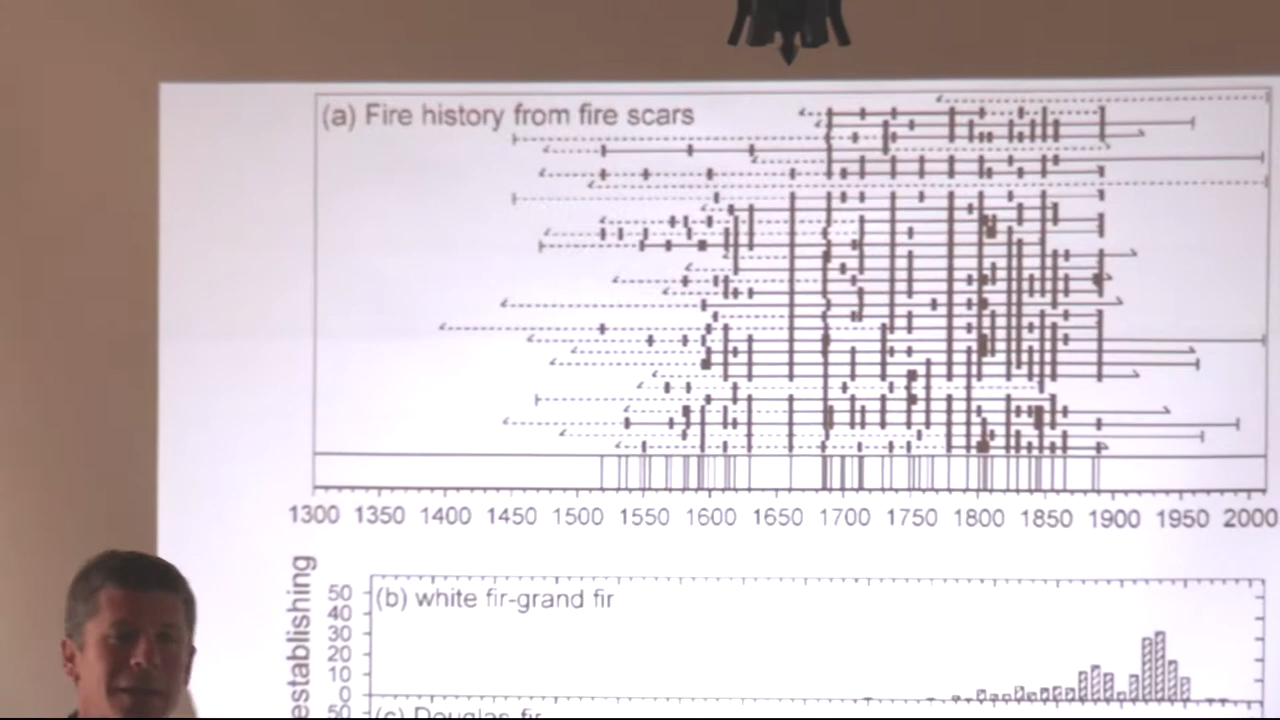 (a) Fire history from fire scars
1300 1350 1400 1450 1500 1550 1600 1650 1700 1750 1800 1850 1900 1950 2000
establishing
50
(b) white fir-grand fir
40
30
20
10
0
50
(c) Douglas-fir